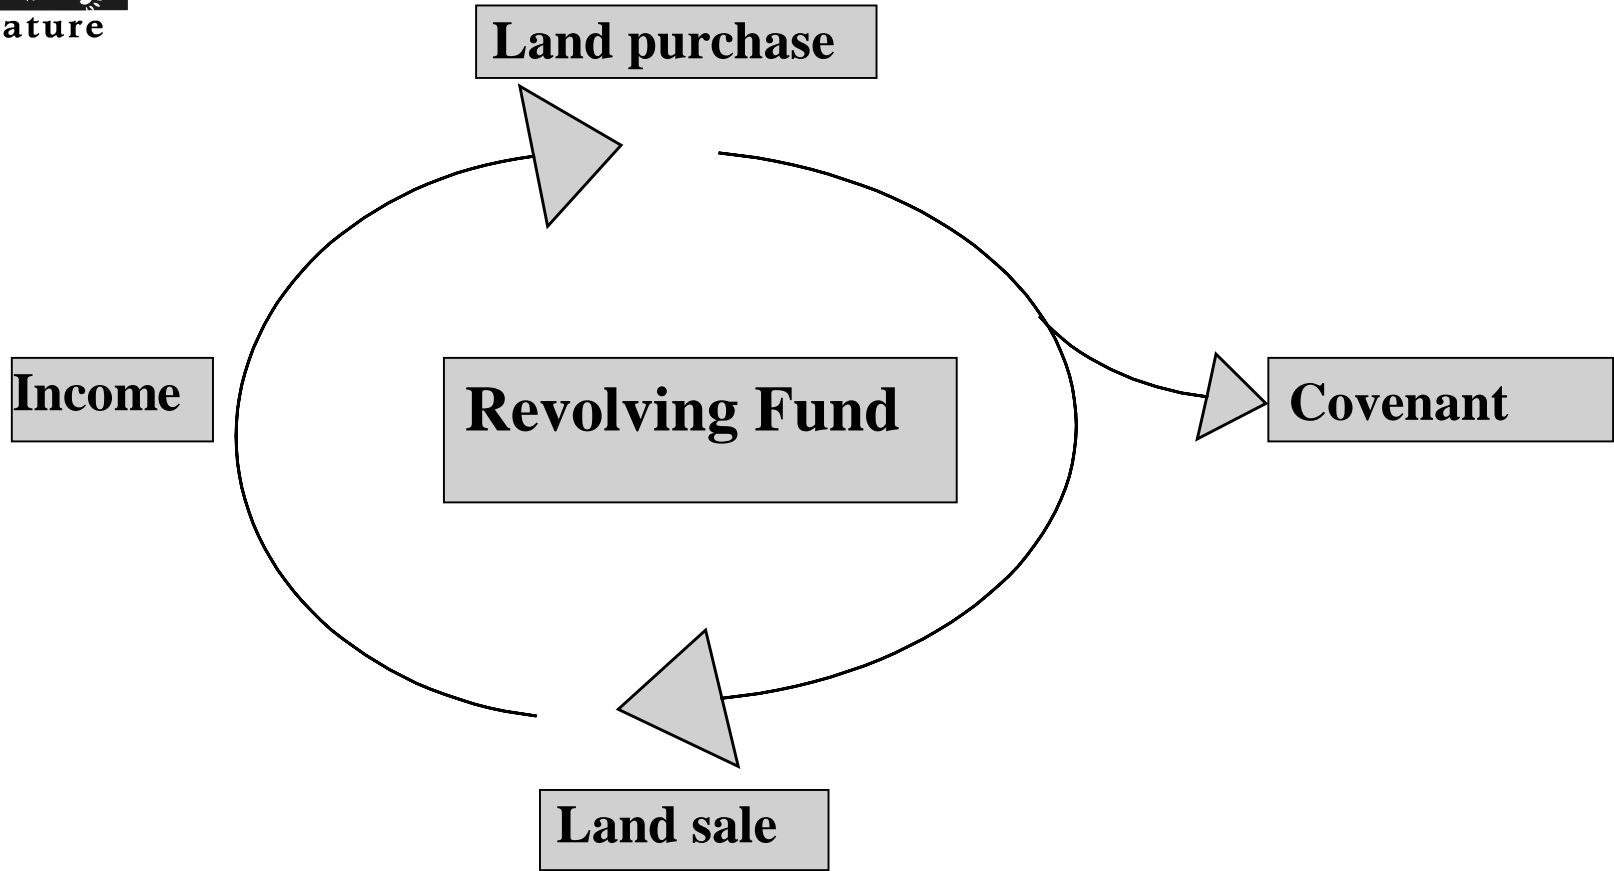 ature
Land purchase
Income
Revolving Fund
Covenant
Land sale